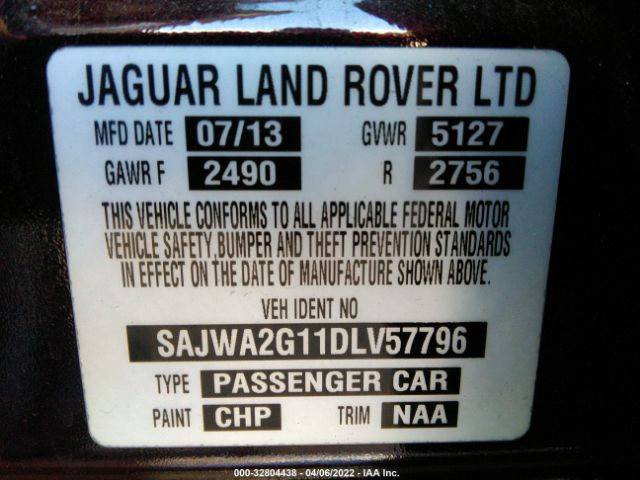 JAGUAR LAND ROVER LTD
MFD DATE 07/13 GVWR 5127
GAWR F 2490 R 2756
THIS VEHICLE CONFORMS TO ALL APPLICABLE FEDERAL MOTOR
VEHICLE SAFETY,BUMPER AND THEFT PREVENTION STANDARDS
IN EFFECT ON THE DATE OF MANUFACTURE SHOWN ABOVE.
VEH IDENT NO
SAJWA2G11DLV57796
TYPE PASSENGER CAR
PAINT CHP TRIM NAA
000-32804438 - 04/06/2022 - IAA Inc.